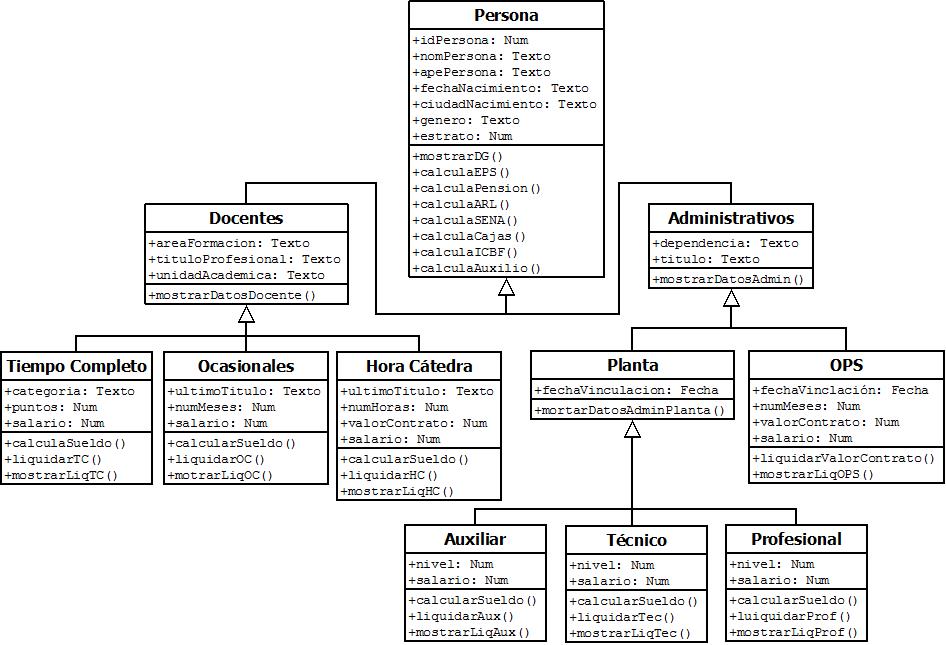 Persona
+idPersona: Num
+nomPersona: Texto
+apePersona: Texto
+fechaNacimiento: Texto
+ciudadNacimiento: Texto
+genero: Texto
+estrato: Num
+mostrarDG()
+calculaEPS()
+calculaPension()
+calculaARL()
+calculaSENA()
+calculaCajas()
+calculaICBF()
+calculaAuxilio()
Docentes
+areaFormacion: Texto
+tituloProfesional: Texto
+unidadAcademica: Texto
+mostrarDatosDocente()
Administrativos
+dependencia: Texto
+titulo: Texto
+mostrarDatosAdmin()
Tiempo Completo
+categoria: Texto
+puntos: Num
+salario: Num
+calculaSueldo()
+liquidarTC()
+mostrarLiqTC()
Ocasionales
+ultimoTitulo: Texto
+numMeses: Num
+salario: Num
+calcularSueldo()
+liquidarOC()
+motrarLiqOC()
Hora Cátedra
+ultimoTitulo: Texto
+numHoras: Num
+valorContrato: Num
+salario: Num
+calcularSueldo()
+liquidarHC()
+mostrarLiqHC()
Planta
+fechaVinculacion: Fecha
+mortarDatosAdminPlanta()
OPS
+fechaVinclación: Fecha
+numMeses: Num
+valorContrato: Num
+salario: Num
+liquidarValorContrato()
+mostrarLiqOPS()
Auxiliar
+nivel: Num
+salario: Num
+calcularSueldo()
+liquidarAux()
+mostrarLiqAux()
Técnico
+nivel: Num
+salario: Num
+calcularSueldo()
+liquidarTec()
+mostrarLiqTec()
Profesional
+nivel: Num
+salario: Num
+calcularSueldo()
+luiquidarProf()
+mostrarLiqProf()